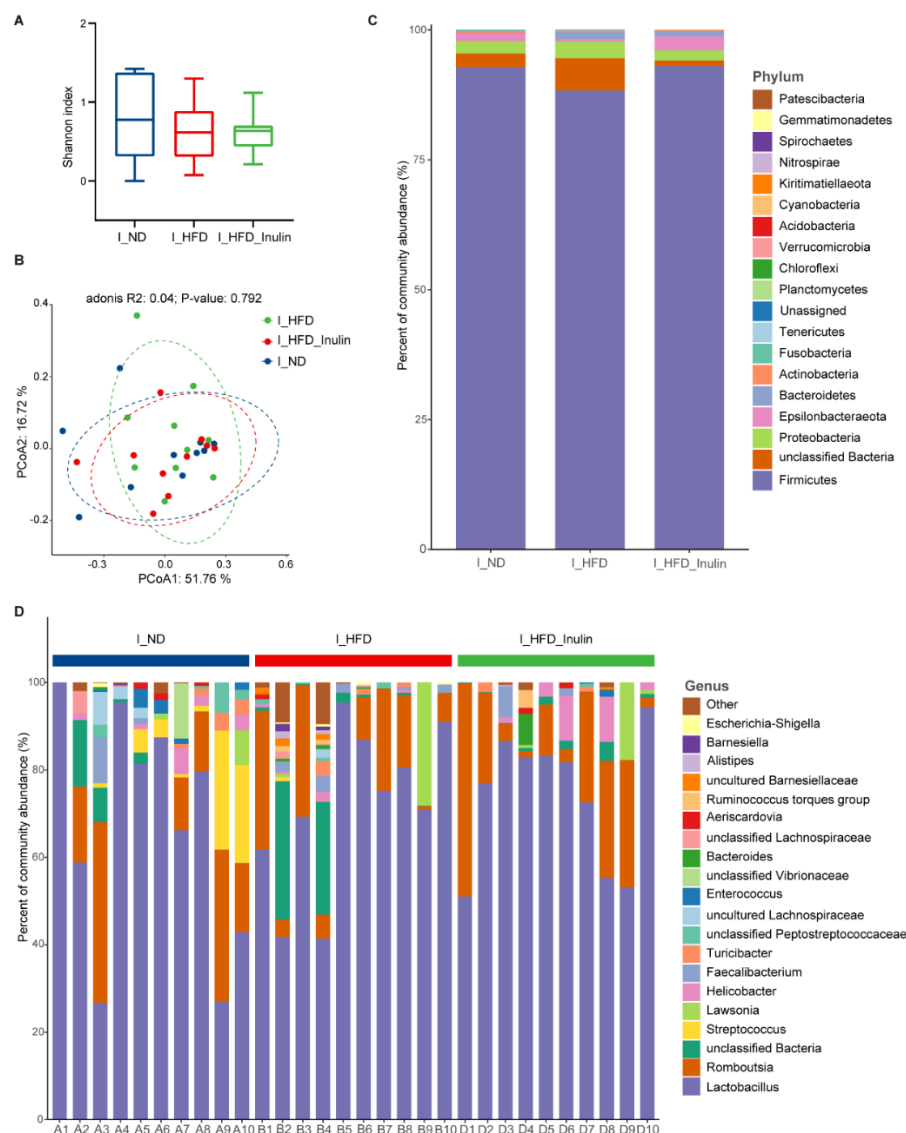 A
2
1
0
Shannon index
I_ND
I_HFD
I_HFD_Inulin
B
adonis R2: 0.04; P-value: 0.792
0.4
0.2
0.0
-0.2
PCoA2: 16.72 %
I_HFD
I_HFD_Inulin
I_ND
-0.3
0.0
0.3
0.6
PCoA1: 51.76 %
C
100
75
50
25
0
Percent of community abundance (%)
I_ND
I_HFD
I_HFD_Inulin
Phylum
Patescibacteria
Gemmatimonadetes
Spirochaetes
Nitrospirae
Kiritimatiellaeota
Cyanobacteria
Acidobacteria
Verrucomicrobia
Chloroflexi
Planctomycetes
Unassigned
Tenericutes
Fusobacteria
Actinobacteria
Bacteroidetes
Epsilonbacteraeota
Proteobacteria
unclassified Bacteria
Firmicutes
D
I_ND
I_HFD
I_HFD_Inulin
100
80
60
40
20
0
Percent of community abundance (%)
A1 A2 A3 A4 A5 A6 A7 A8 A9 A10 B1 B2 B3 B4 B5 B6 B7 B8 B9 B10 D1 D2 D3 D4 D5 D6 D7 D8 D9 D10
Genus
Other
Escherichia-Shigella
Barnesiella
Alistipes
uncultured Barnesiellaceae
Ruminococcus torques group
Aeriscardovia
unclassified Lachnospiraceae
Bacteroides
unclassified Vibrionaceae
Enterococcus
uncultured Lachnospiraceae
unclassified Peptostreptococcaceae
Turicibacter
Faecalibacterium
Helicobacter
Lawsonia
Streptococcus
unclassified Bacteria
Romboutsia
Lactobacillus